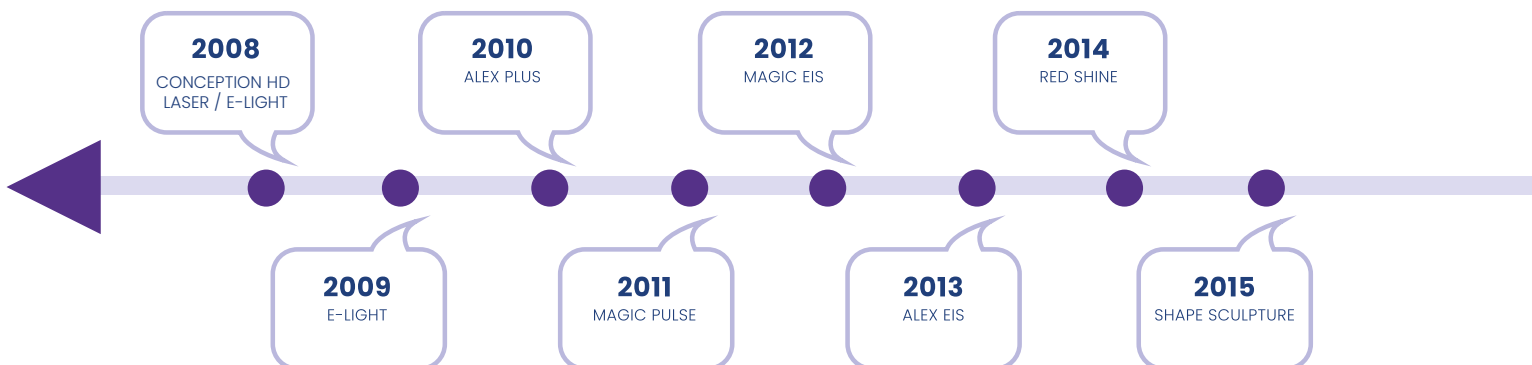 2008
CONCEPTION HD
LASER / E-LIGHT
2010
ALEX PLUS
2012
MAGIC EIS
2014
RED SHINE
2009
E-LIGHT
2011
MAGIC PULSE
2013
ALEX EIS
2015
SHAPE SCULPTURE